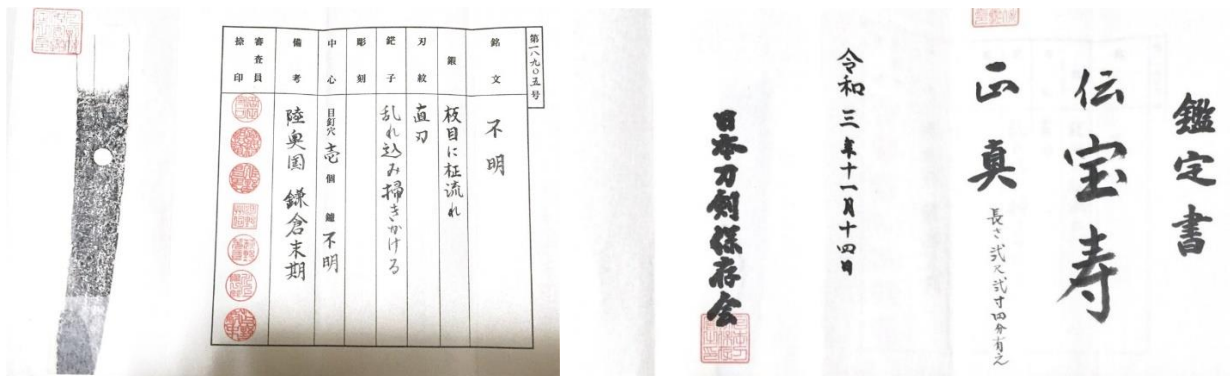 鑑定書
伝宝寿
正真
長さ弐尺弐寸四分有之
令和三年十一月十四日
日本刀剣保存会
第一八九〇五号
銘文 不明
鍛 板目に柾流れ
刃紋 直刃
鋩子 乱れ込み掃きかける
彫刻
中心 目釘穴 壱 個 鑢 不明
備考 陸奥国 鎌倉末期
審査員捺印